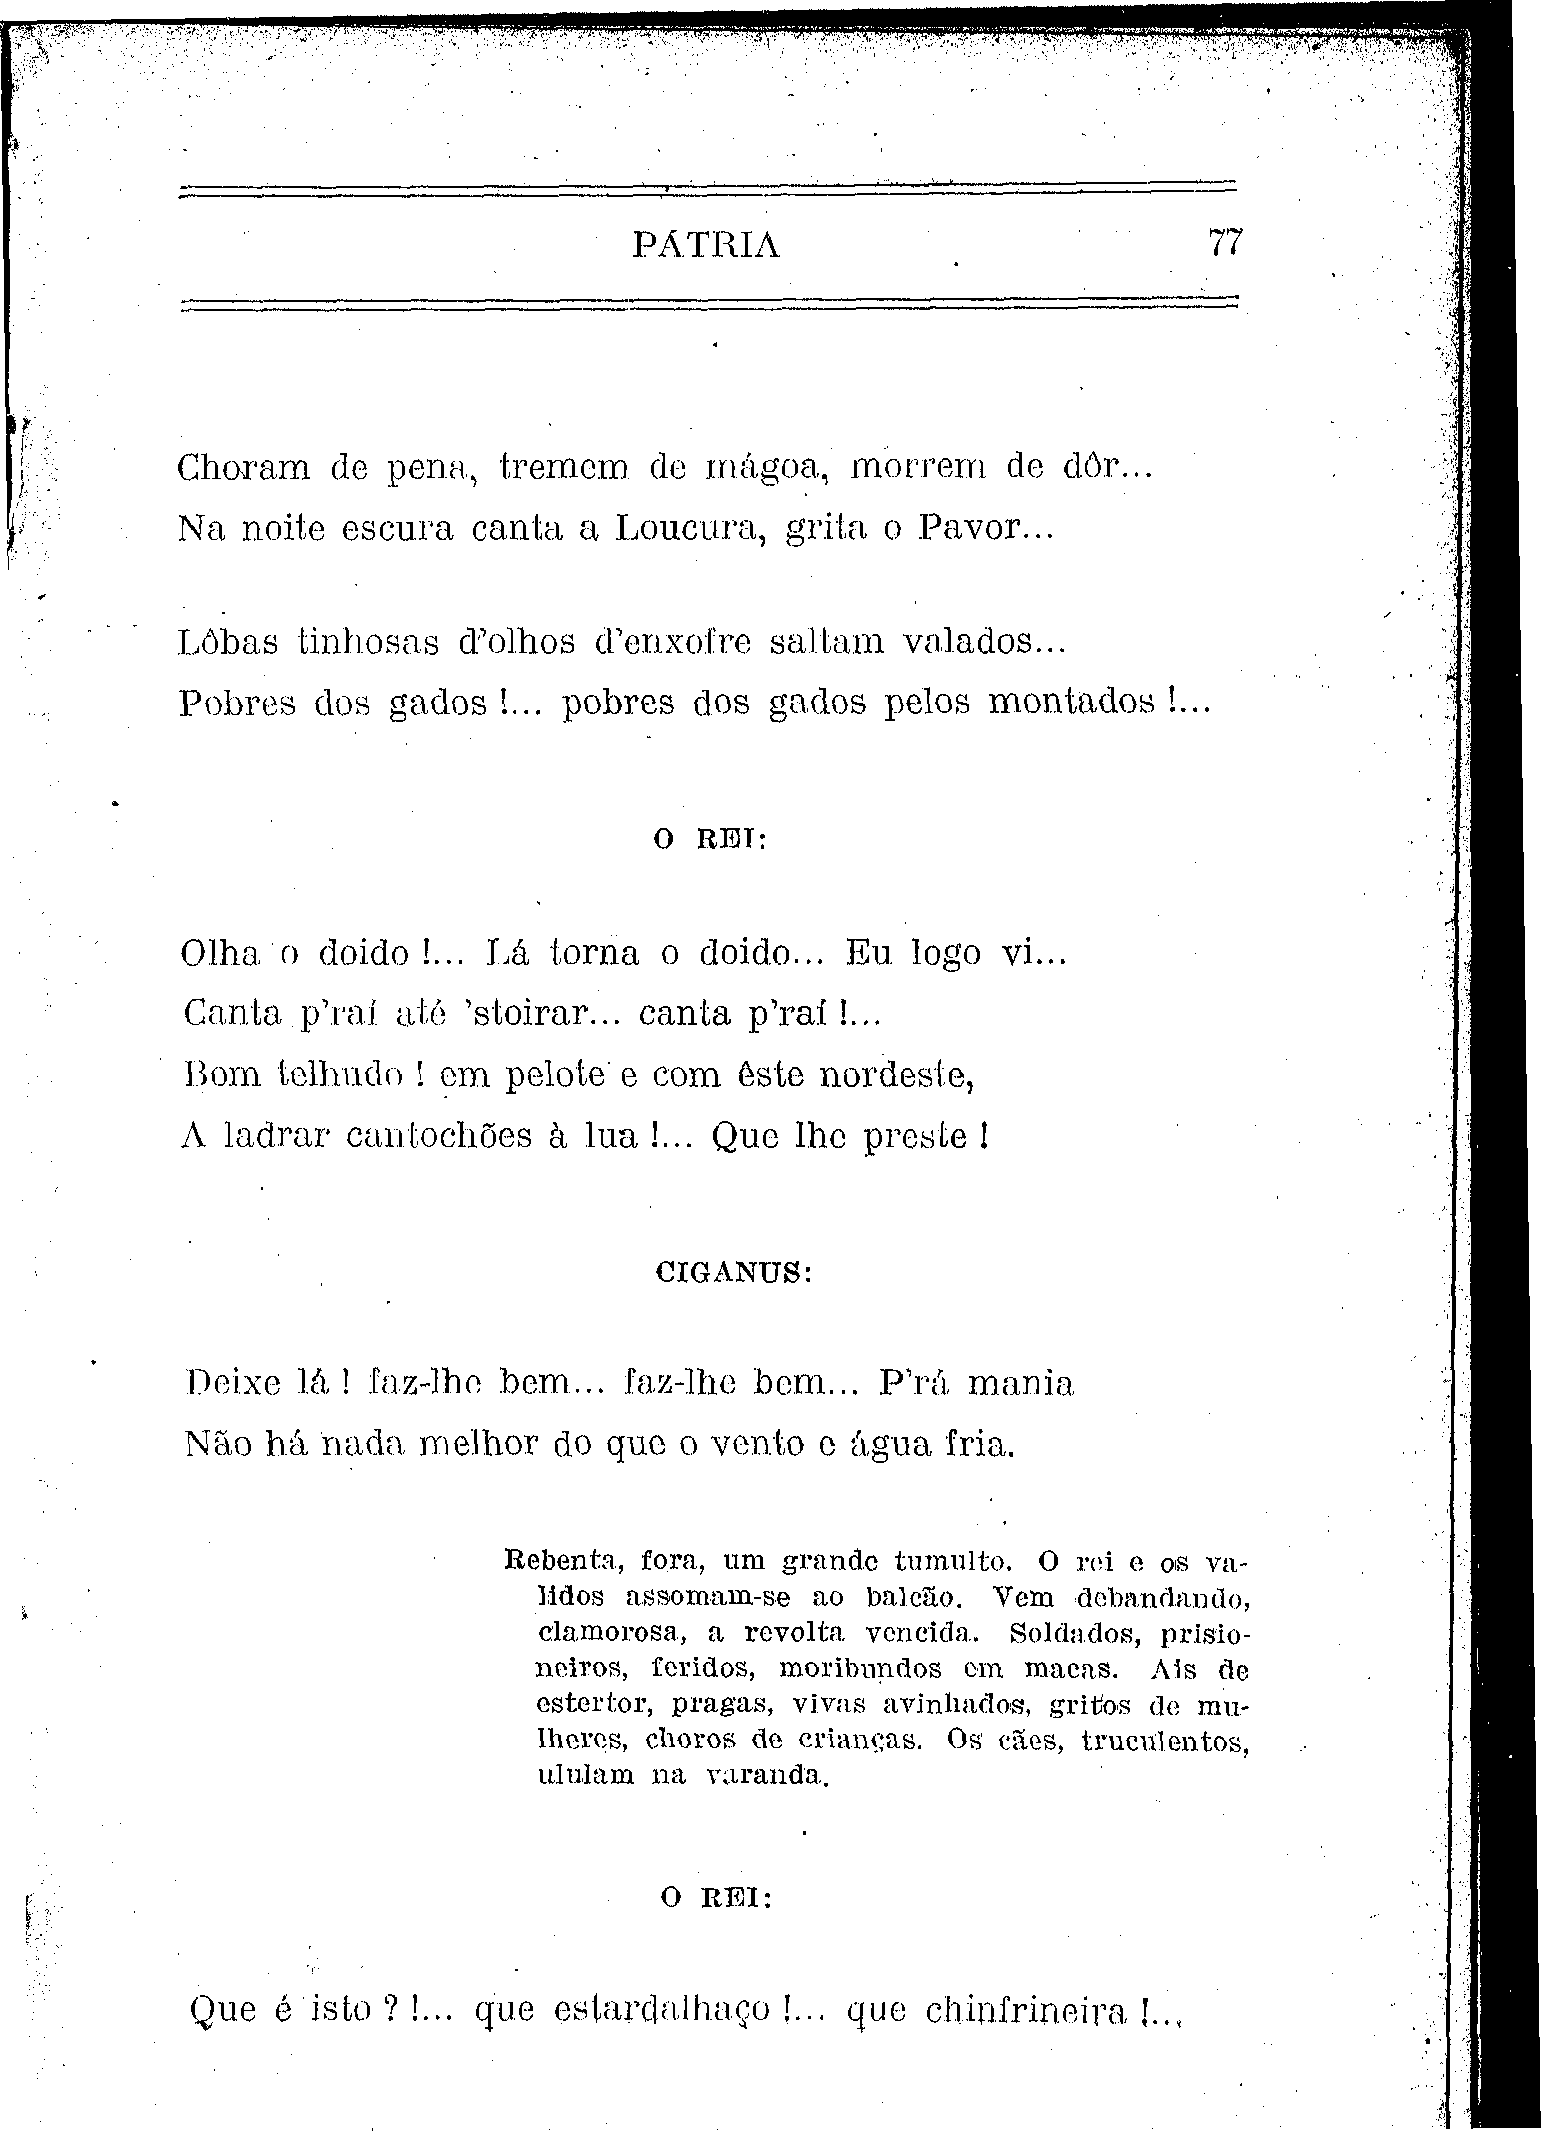 PÁTRIA 77
Choram de pena, tremem de mágoa, morrem de dôr...
Na noite escura canta a Loucura, grita o Pavor...
Lôbas tinhosas d'olhos d'enxofre saltam valados...
Pobres dos gados!... pobres dos gados pelos montados!...
O REI:
Olha o doido!... Lá torna o doido... Eu logo vi...
Canta p'raí até 'stoirar... canta p'raí!...
Bom telhudo! em pelote e com êste nordeste,
A ladrar cantochões à lua!... Que lhe preste!
CIGANUS:
Deixe lá! faz-lhe bem... faz-lhe bem... P'rá mania
Não há nada melhor do que o vento e água fria.
Rebenta, fora, um grande tumulto. O rei e os va-
lidos assomam-se ao balcão. Vem debandando,
clamorosa, a revolta vencida. Soldados, prisio-
neiros, feridos, moribundos em macas. Ais de
estertor, pragas, vivas avinhados, gritos de mu-
lheres, choros de crianças. Os cães, truculentos,
ululam na varanda.
O REI:
Que é isto?!... que estardalhaço!... que chinfrineira!...